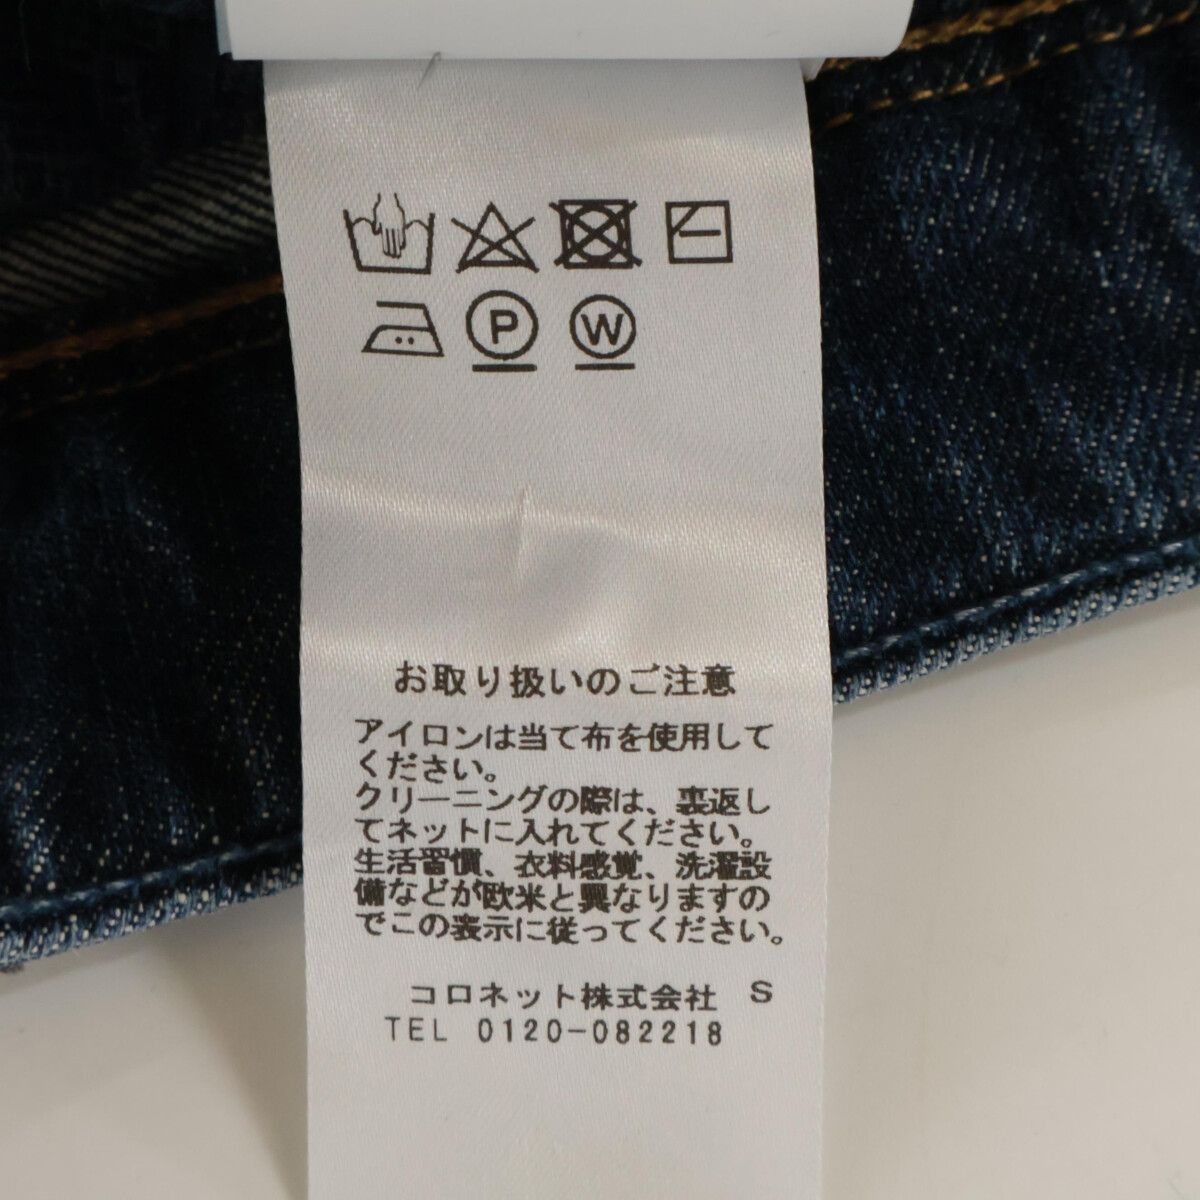 P W
お取り扱いのご注意
アイロンは当て布を使用して
ください。
クリーニングの際は、裏返し
てネットに入れてください。
生活習慣、衣料感覚、洗濯設
備などが欧米と異なりますの
でこの表示に従ってください。
コロネット株式会社 S
TEL 0120-082218